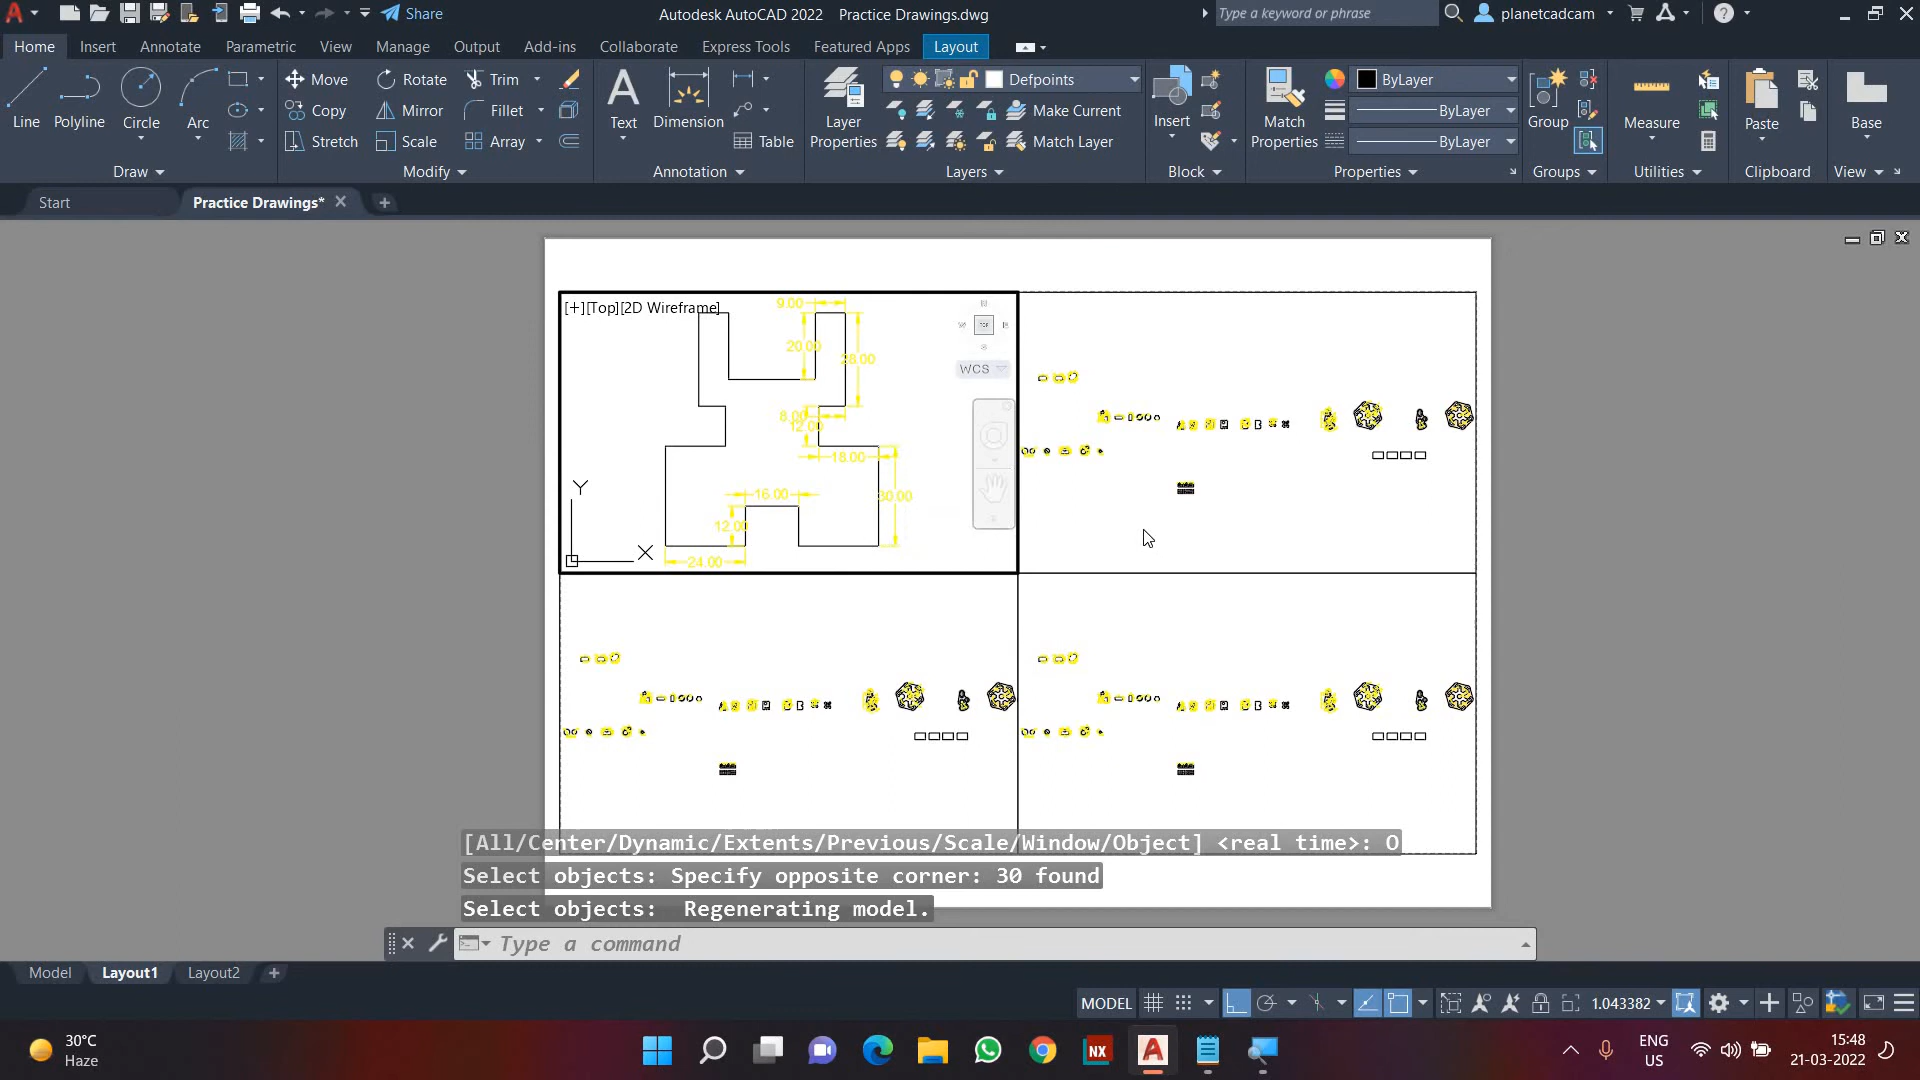 Share
Autodesk AutoCAD 2022 Practice Drawings.dwg
Type a keyword or phrase
planetcadcam
Home Insert Annotate Parametric View Manage Output Add-ins Collaborate Express Tools Featured Apps Layout
Move Rotate Trim
Copy Mirror Fillet
Stretch Scale Array
Line Polyline Circle Arc
Text Dimension
Table
Layer
Properties
Defpoints
Make Current
Match Layer
Insert
Match
Properties
ByLayer
ByLayer
ByLayer
Group
Measure
Paste
Base
Draw Modify Annotation Layers Block Properties Groups Utilities Clipboard View
Start Practice Drawings*
[+][Top][2D Wireframe]
9.00
20.00
28.00
8.00
12.00
18.00
16.00
30.00
12.00
24.00
Y
X
TOP
WCS
[All/Center/Dynamic/Extents/Previous/Scale/Window/Object] <real time>: O
Select objects: Specify opposite corner: 30 found
Select objects: Regenerating model.
Type a command
Model Layout1 Layout2
MODEL 1.043382
30°C
Haze
NX
ENG
US
15:48
21-03-2022